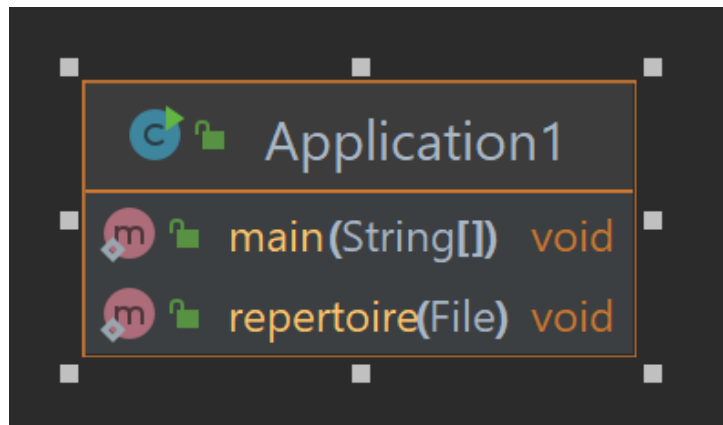 C Application1
m main(String[]) void
m repertoire(File) void